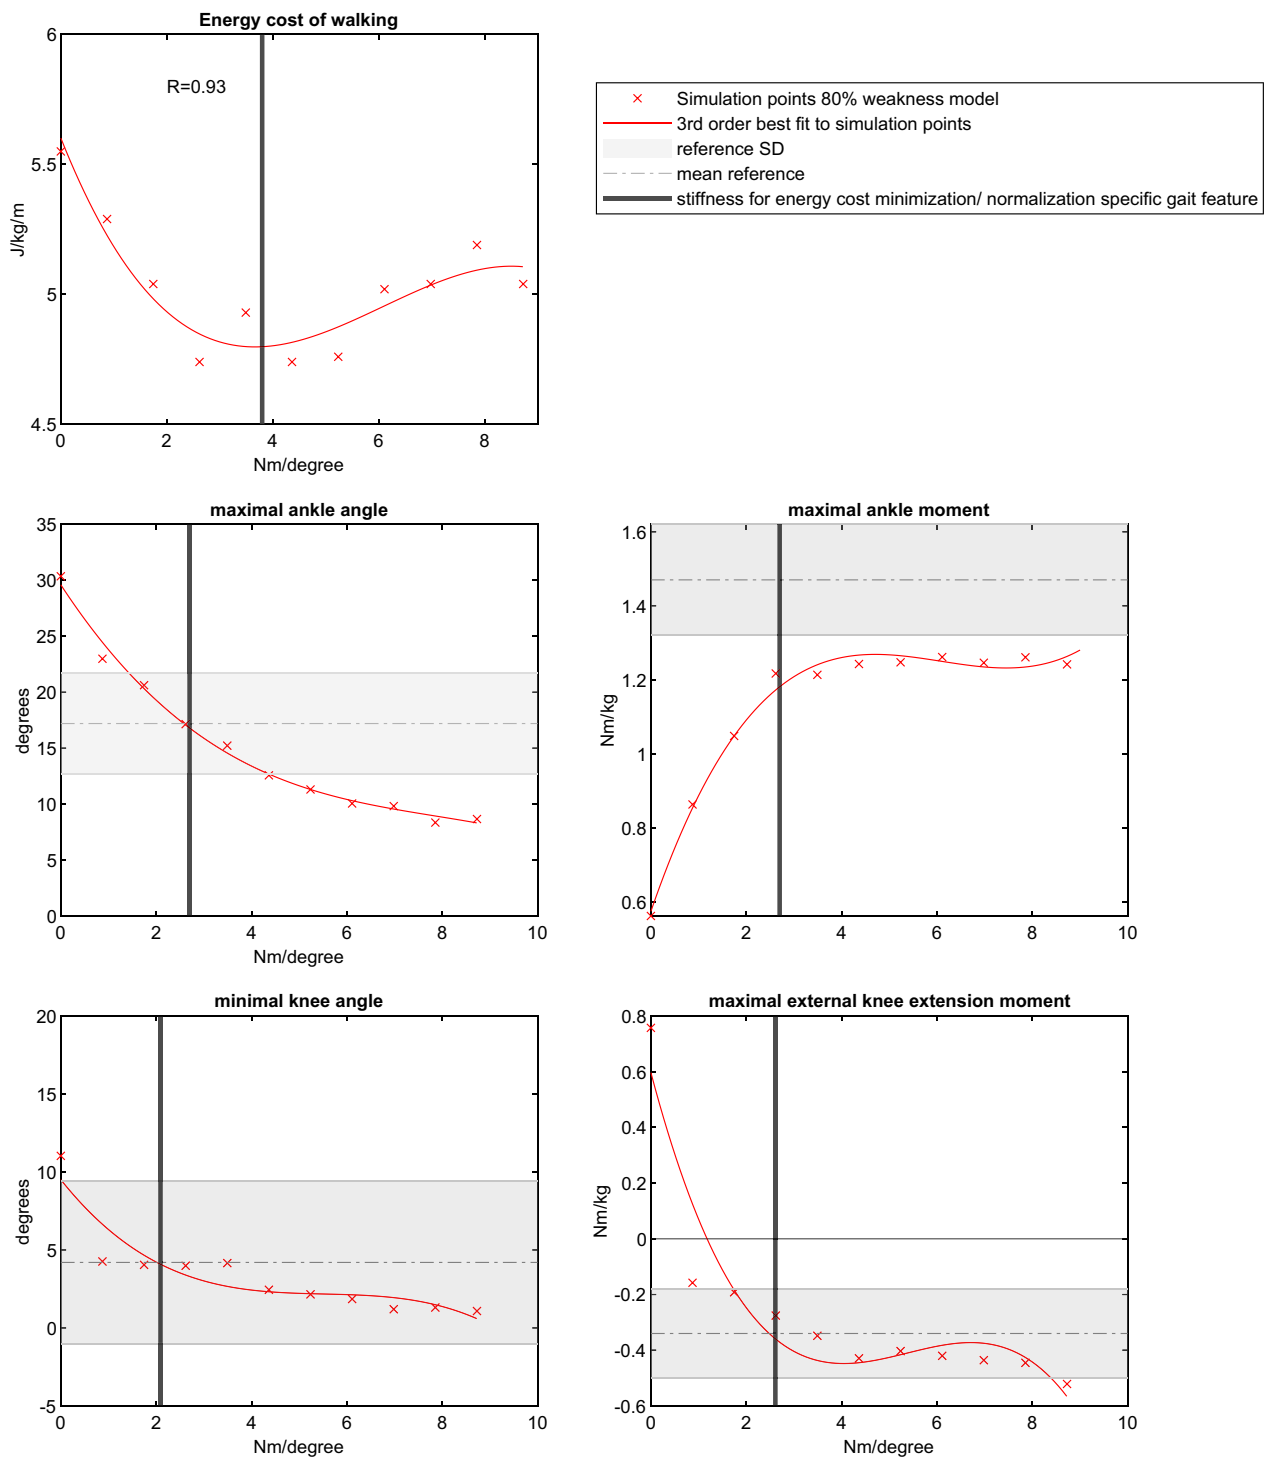 Energy cost of walking
6
5.5
5
4.5
J/kg/m
R=0.93
0 2 4 6 8
Nm/degree
Simulation points 80% weakness model
3rd order best fit to simulation points
reference SD
mean reference
stiffness for energy cost minimization/ normalization specific gait feature
maximal ankle angle
35
30
25
20
15
10
5
0
degrees
0 2 4 6 8 10
Nm/degree
maximal ankle moment
1.6
1.4
1.2
1
0.8
0.6
Nm/kg
0 2 4 6 8 10
minimal knee angle
20
15
10
5
0
-5
degrees
0 2 4 6 8 10
Nm/degree
maximal external knee extension moment
0.8
0.6
0.4
0.2
0
-0.2
-0.4
-0.6
Nm/kg
0 2 4 6 8 10
Nm/degree